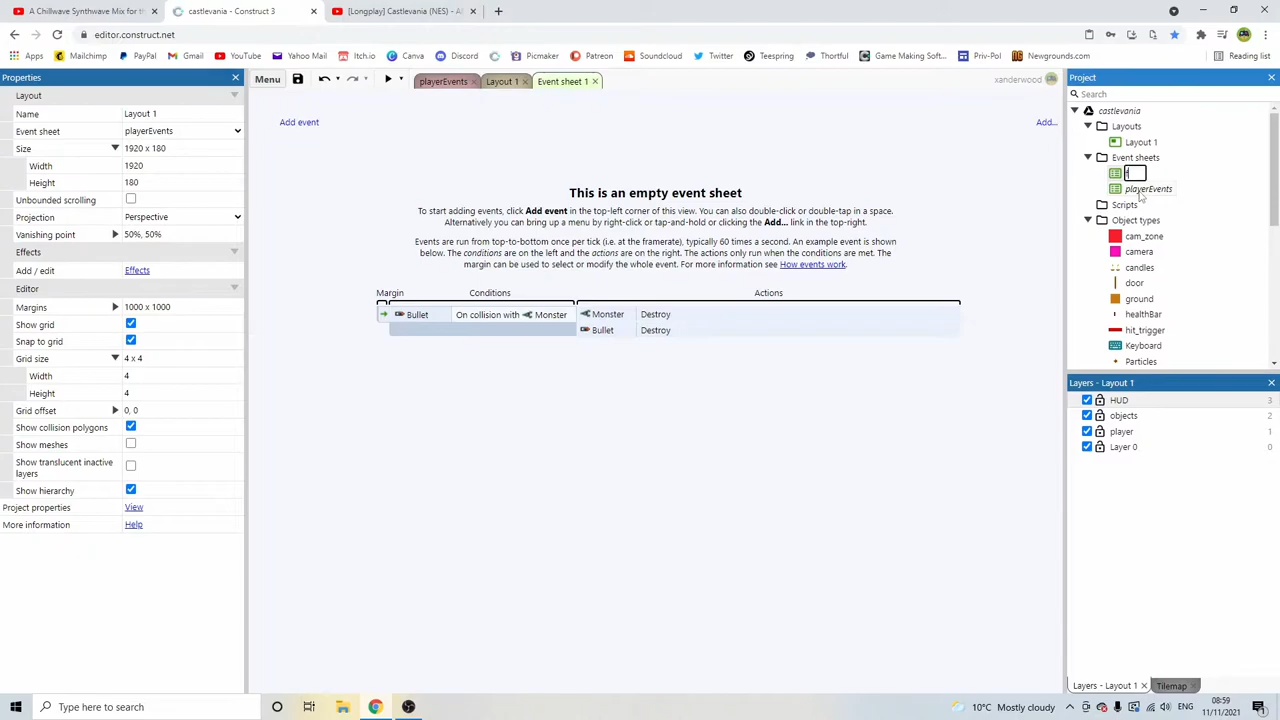 A Chillwave Synthwave Mix for th
castlevania - Construct 3
[Longplay] Castlevania (NES) - A
editor.construct.net
Apps
Mailchimp
PayPal
Gmail
YouTube
Yahoo Mail
Itch.io
Canva
Discord
Picmaker
Patreon
Soundcloud
Twitter
Teespring
Thortful
Game Making Soft...
Priv-Pol
Newgrounds.com
Reading list
Properties
Menu
playerEvents
Layout 1
Event sheet 1
xanderwood
Project
Layout
Name
Layout 1
Event sheet
playerEvents
Size
1920 x 180
Width
1920
Height
180
Unbounded scrolling
Projection
Perspective
Vanishing point
50%, 50%
Effects
Add / edit
Effects
Editor
Margins
1000 x 1000
Show grid
Snap to grid
Grid size
4 x 4
Width
4
Height
4
Grid offset
0, 0
Show collision polygons
Show meshes
Show translucent inactive
layers
Show hierarchy
Project properties
View
More information
Help
Add event
Add...
This is an empty event sheet
To start adding events, click Add event in the top-left corner of this view. You can also double-click or double-tap in a space.
Alternatively you can bring up a menu by right-click or tap-and-hold or clicking the Add... link in the top-right.
Events are run from top-to-bottom once per tick (i.e. at the framerate), typically 60 times a second. An example event is shown
below. The conditions are on the left and the actions are on the right. The actions only run when the conditions are met. The
margin can be used to select or modify the whole event. For more information see How events work.
Margin
Conditions
Actions
Bullet
On collision with Monster
Monster
Destroy
Bullet
Destroy
Search
castlevania
Layouts
Layout 1
Event sheets
playerEvents
Scripts
Object types
cam_zone
camera
candles
door
ground
healthBar
hit_trigger
Keyboard
Particles
Layers - Layout 1
HUD
3
objects
2
player
1
Layer 0
0
Layers - Layout 1
Tilemap
Type here to search
10°C Mostly cloudy
ENG
08:59
11/11/2021